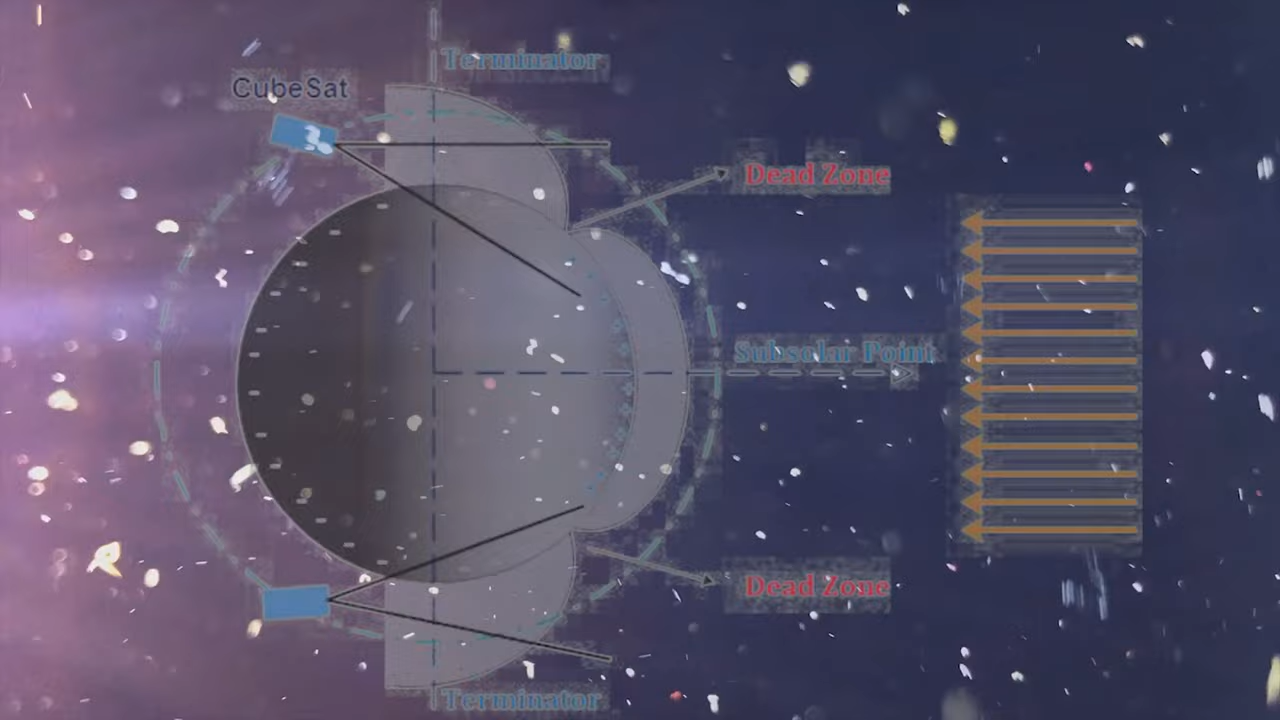 Terminator
CubeSat
Dead Zone
Subsolar Point
Dead Zone
Terminator